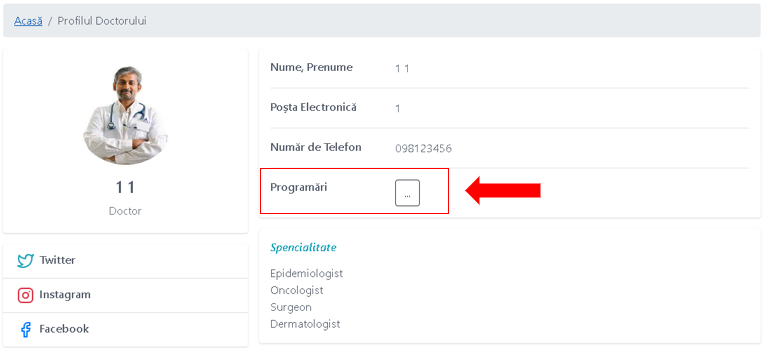 Acasă / Profilul Doctorului
1 1
Doctor
Twitter
Instagram
Facebook
Nume, Prenume 1 1
Poșta Electronică 1
Număr de Telefon 098123456
Programări ...
Spencialitate
Epidemiologist
Oncologist
Surgeon
Dermatologist